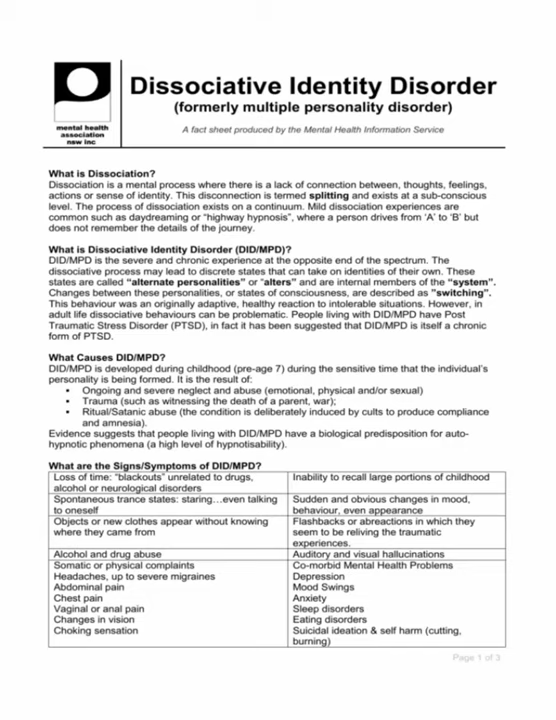 Dissociative Identity Disorder
(formerly multiple personality disorder)
mental health
association
nsw inc
A fact sheet produced by the Mental Health Information Service
What is Dissociation?
Dissociation is a mental process where there is a lack of connection between, thoughts, feelings,
actions or sense of identity. This disconnection is termed splitting and exists at a sub-conscious
level. The process of dissociation exists on a continuum. Mild dissociation experiences are
common such as daydreaming or “highway hypnosis”, where a person drives from ‘A’ to ‘B’ but
does not remember the details of the journey.
What is Dissociative Identity Disorder (DID/MPD)?
DID/MPD is the severe and chronic experience at the opposite end of the spectrum. The
dissociative process may lead to discrete states that can take on identities of their own. These
states are called “alternate personalities” or “alters” and are internal members of the “system”.
Changes between these personalities, or states of consciousness, are described as "switching”.
This behaviour was an originally adaptive, healthy reaction to intolerable situations. However, in
adult life dissociative behaviours can be problematic. People living with DID/MPD have Post
Traumatic Stress Disorder (PTSD), in fact it has been suggested that DID/MPD is itself a chronic
form of PTSD.
What Causes DID/MPD?
DID/MPD is developed during childhood (pre-age 7) during the sensitive time that the individual’s
personality is being formed. It is the result of:
• Ongoing and severe neglect and abuse (emotional, physical and/or sexual)
• Trauma (such as witnessing the death of a parent, war);
• Ritual/Satanic abuse (the condition is deliberately induced by cults to produce compliance
and amnesia).
Evidence suggests that people living with DID/MPD have a biological predisposition for auto-
hypnotic phenomena (a high level of hypnotisability).
What are the Signs/Symptoms of DID/MPD?
Loss of time: “blackouts” unrelated to drugs,
alcohol or neurological disorders
Inability to recall large portions of childhood
Spontaneous trance states: staring…even talking
to oneself
Sudden and obvious changes in mood,
behaviour, even appearance
Objects or new clothes appear without knowing
where they came from
Flashbacks or abreactions in which they
seem to be reliving the traumatic
experiences.
Alcohol and drug abuse
Auditory and visual hallucinations
Somatic or physical complaints
Headaches, up to severe migraines
Abdominal pain
Chest pain
Vaginal or anal pain
Changes in vision
Choking sensation
Co-morbid Mental Health Problems
Depression
Mood Swings
Anxiety
Sleep disorders
Eating disorders
Suicidal ideation & self harm (cutting,
burning)
Page 1 of 3